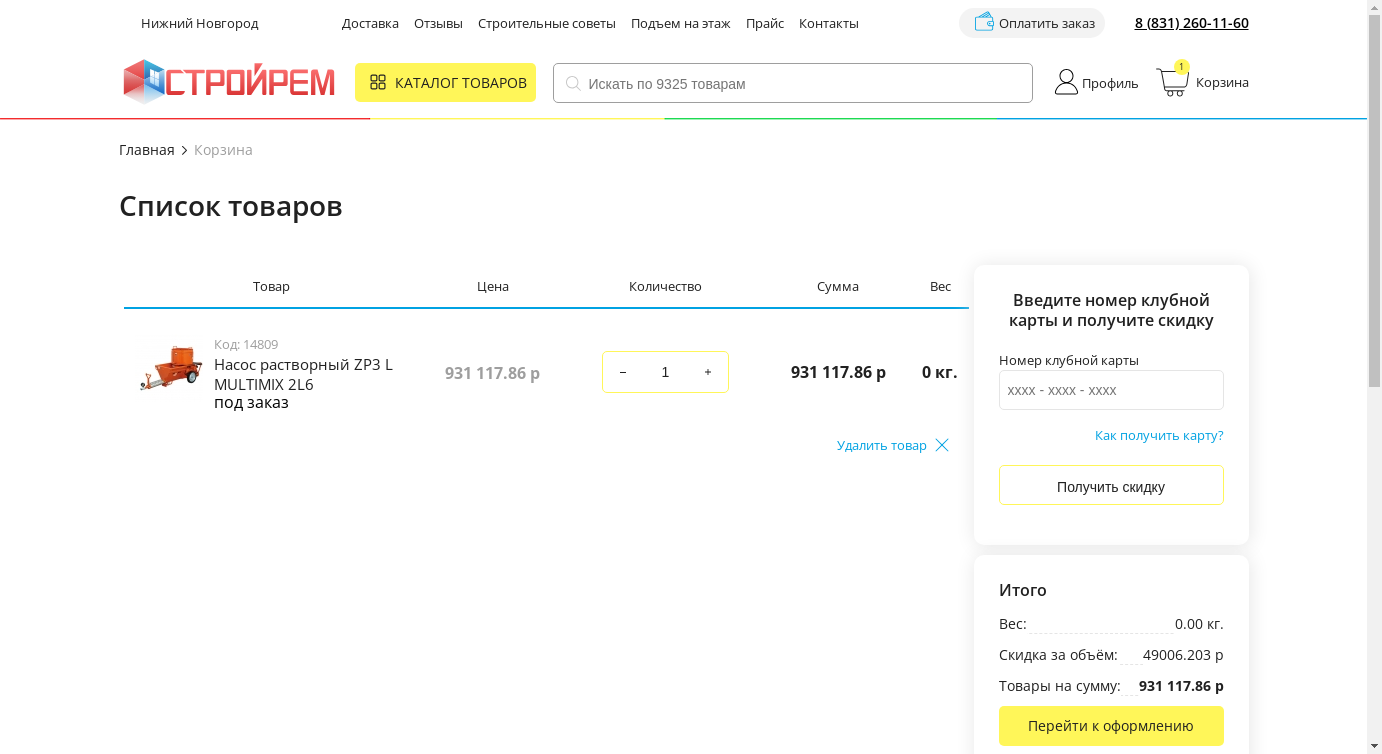 Нижний Новгород
Доставка Отзывы Строительные советы Подъем на этаж Прайс Контакты
Оплатить заказ
8 (831) 260-11-60
СТРОЙРЕМ
КАТАЛОГ ТОВАРОВ
Искать по 9325 товарам
Профиль
1
Корзина
Главная Корзина
Список товаров
Товар Цена Количество Сумма Вес
Код: 14809
Насос растворный ZP3 L
MULTIMIX 2L6
под заказ
931 117.86 р
− 1 +
931 117.86 р
0 кг.
Удалить товар
Введите номер клубной
карты и получите скидку
Номер клубной карты
хххх - хххх - хххх
Как получить карту?
Получить скидку
Итого
Вес: 0.00 кг.
Скидка за объём: 49006.203 р
Товары на сумму: 931 117.86 р
Перейти к оформлению